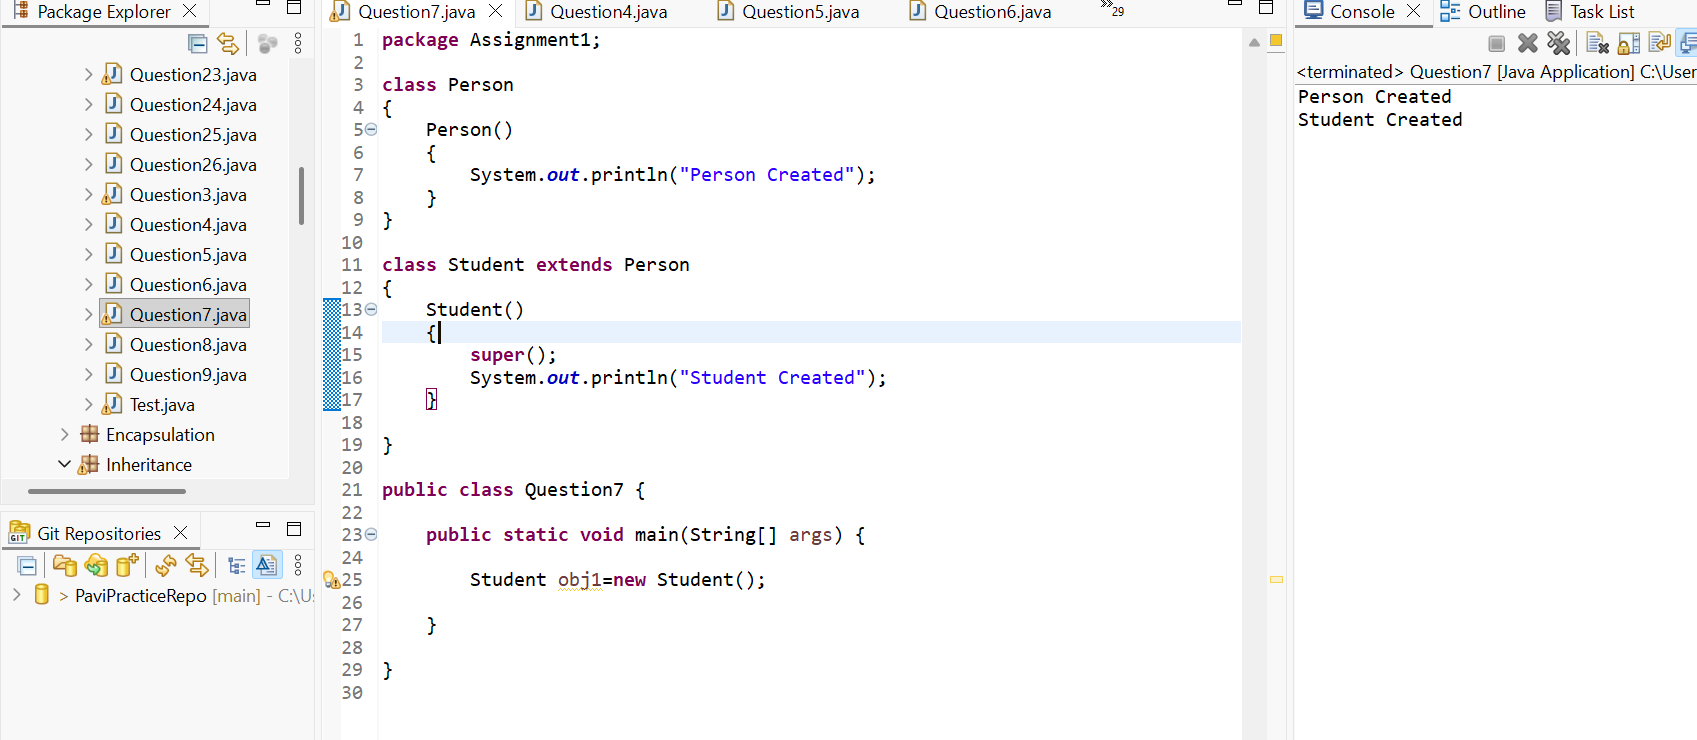 Package Explorer
Question23.java
Question24.java
Question25.java
Question26.java
Question3.java
Question4.java
Question5.java
Question6.java
Question7.java
Question8.java
Question9.java
Test.java
Encapsulation
Inheritance
Git Repositories
GIT
> PaviPracticeRepo [main] - C:\U
Question7.java Question4.java Question5.java Question6.java »29
1 package Assignment1;
2
3 class Person
4 {
5 Person()
6 {
7 System.out.println("Person Created");
8 }
9 }
10
11 class Student extends Person
12 {
13 Student()
14 {
15 super();
16 System.out.println("Student Created");
17 }
18
19 }
20
21 public class Question7 {
22
23 public static void main(String[] args) {
24
25 Student obj1=new Student();
26
27 }
28
29 }
30
Console Outline Task List
<terminated> Question7 [Java Application] C:\User
Person Created
Student Created